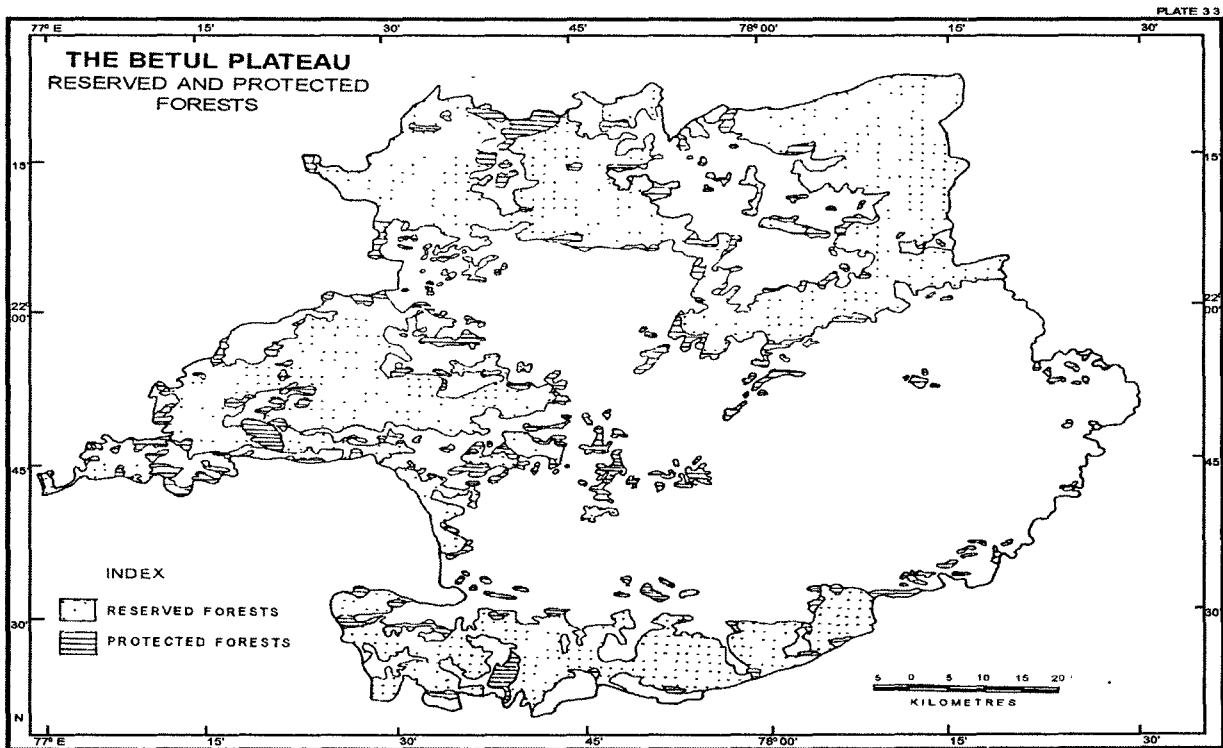 PLATE 33
77° E 15' 30' 45' 78° 00' 15' 30'
THE BETUL PLATEAU
RESERVED AND PROTECTED
FORESTS
15' 15'
22° 00' 22° 00'
45' 45'
INDEX
RESERVED FORESTS
PROTECTED FORESTS
30' 30'
5 0 5 10 15 20
KILOMETRES
N
77° E 15' 30' 45' 78° 00' 15' 30'